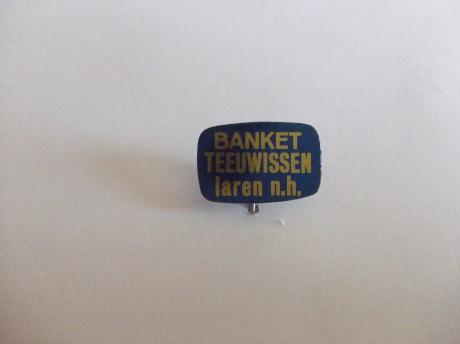 BANKET
TEEUWISSEN
laren n.h.